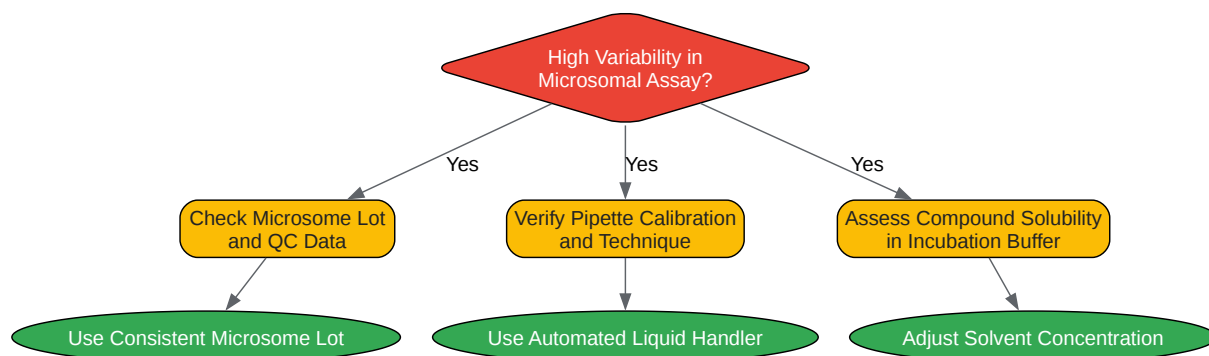 High Variability in
Microsomal Assay?
Yes
Yes
Yes
Check Microsome Lot
and QC Data
Verify Pipette Calibration
and Technique
Assess Compound Solubility
in Incubation Buffer
Use Consistent Microsome Lot
Use Automated Liquid Handler
Adjust Solvent Concentration